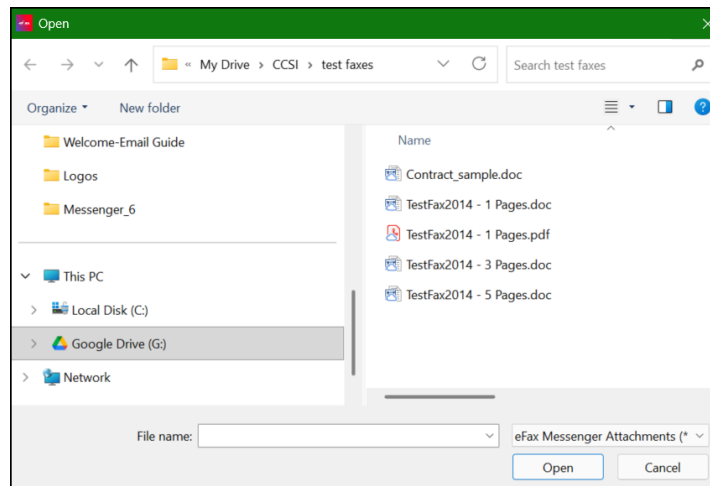 Open
« My Drive > CCSI > test faxes
Search test faxes
Organize
New folder
Welcome-Email Guide
Logos
Messenger_6
This PC
Local Disk (C:)
Google Drive (G:)
Network
Name
Contract_sample.doc
TestFax2014 - 1 Pages.doc
TestFax2014 - 1 Pages.pdf
TestFax2014 - 3 Pages.doc
TestFax2014 - 5 Pages.doc
File name:
eFax Messenger Attachments (*
Open
Cancel